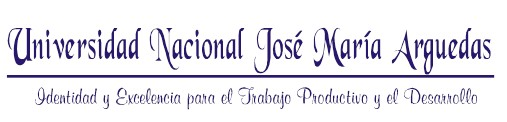 Universidad Nacional José María Arguedas
Identidad y Excelencia para el Trabajo Productivo y el Desarrollo